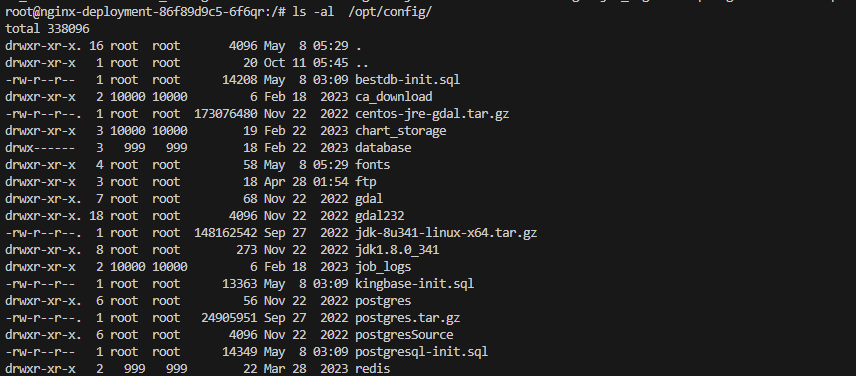 root@nginx-deployment-86f89d9c5-6f6qr:/# ls -al  /opt/config/
total 338096
drwxr-xr-x. 16 root  root       4096 May  8 05:29 .
drwxr-xr-x   1 root  root         20 Oct 11 05:45 ..
-rw-r--r--   1 root  root      14208 May  8 03:09 bestdb-init.sql
drwxr-xr-x   2 10000 10000         6 Feb 18  2023 ca_download
-rw-r--r--.  1 root  root  173076480 Nov 22  2022 centos-jre-gdal.tar.gz
drwxr-xr-x   3 10000 10000        19 Feb 22  2023 chart_storage
drwx------   3   999   999        18 Feb 22  2023 database
drwxr-xr-x   4 root  root         58 May  8 05:29 fonts
drwxr-xr-x   3 root  root         18 Apr 28 01:54 ftp
drwxr-xr-x.  7 root  root         68 Nov 22  2022 gdal
drwxr-xr-x. 18 root  root       4096 Nov 22  2022 gdal232
-rw-r--r--.  1 root  root  148162542 Sep 27  2022 jdk-8u341-linux-x64.tar.gz
drwxr-xr-x.  8 root  root        273 Nov 22  2022 jdk1.8.0_341
drwxr-xr-x   2 10000 10000         6 Feb 18  2023 job_logs
-rw-r--r--   1 root  root      13363 May  8 03:09 kingbase-init.sql
drwxr-xr-x.  6 root  root         56 Nov 22  2022 postgres
-rw-r--r--.  1 root  root   24905951 Sep 27  2022 postgres.tar.gz
drwxr-xr-x.  6 root  root       4096 Nov 22  2022 postgresSource
-rw-r--r--   1 root  root      14349 May  8 03:09 postgresql-init.sql
drwxr-xr-x   2   999   999        22 Mar 28  2023 redis